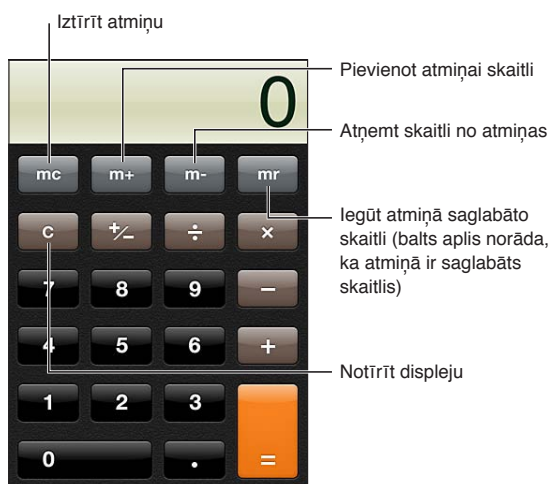 Iztīrīt atmiņu
Pievienot atmiņai skaitli
0
Atņemt skaitli no atmiņas
mc m+ m- mr
Iegūt atmiņā saglabāto
skaitli (balts aplis norāda,
ka atmiņā ir saglabāts
skaitlis)
c +/− ÷ ×
7 8 9 −
4 5 6 +
Notīrīt displeju
1 2 3
0 . =